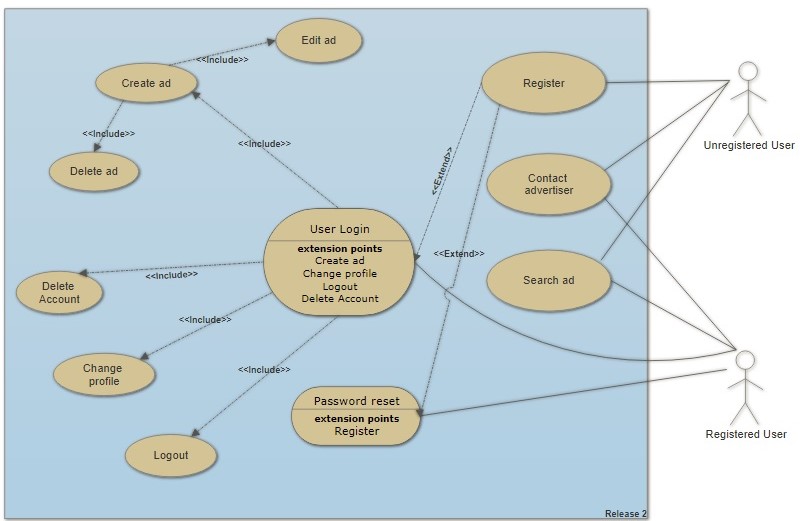 Edit ad
<<Include>>
Create ad
Register
<<Include>>
<<Include>>
Unregistered User
Delete ad
<<Extend>>
Contact
advertiser
User Login
extension points
Create ad
Change profile
Logout
Delete Account
<<Extend>>
Search ad
<<Include>>
Delete
Account
<<Include>>
Change
profile
<<Include>>
Password reset
extension points
Register
Registered User
Logout
Release 2